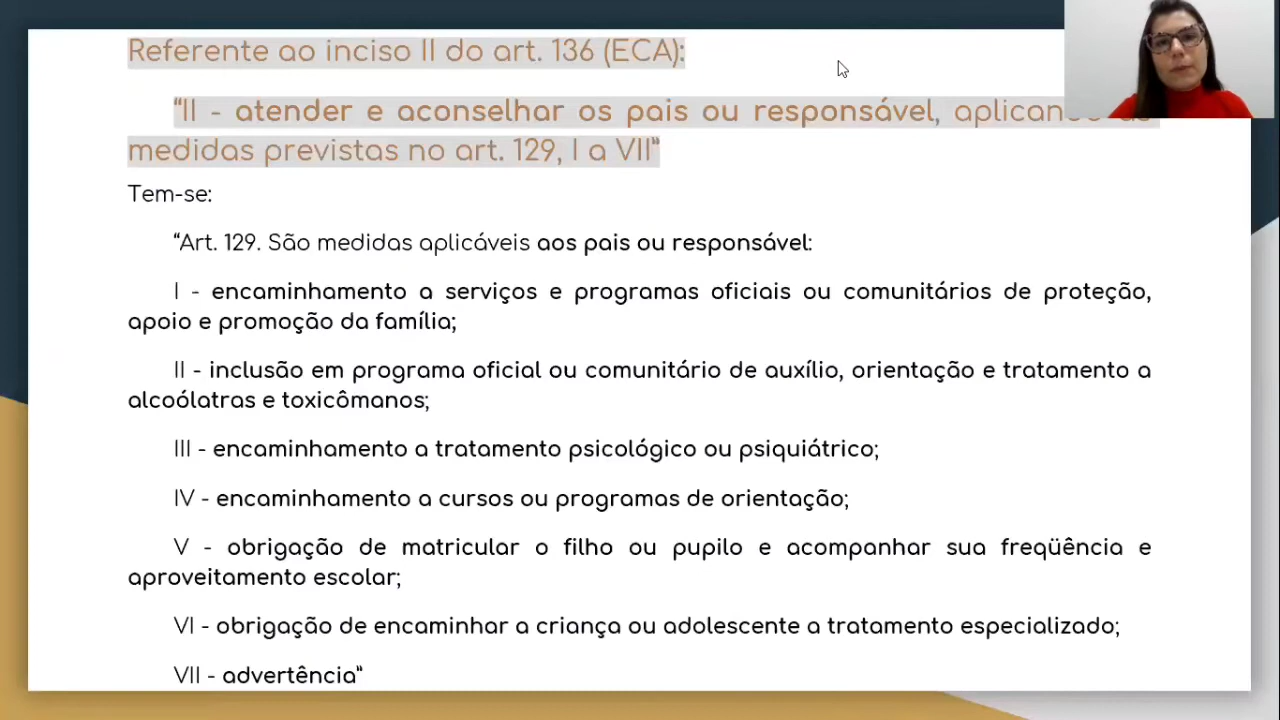 Referente ao inciso II do art. 136 (ECA):
“II - atender e aconselhar os pais ou responsável,
medidas previstas no art. 129, I a VII”
Tem-se:
“Art. 129. São medidas aplicáveis aos pais ou responsável:
I - encaminhamento a serviços e programas oficiais ou comunitários de proteção,
apoio e promoção da família;
II - inclusão em programa oficial ou comunitário de auxílio, orientação e tratamento a
alcoólatras e toxicômanos;
III - encaminhamento a tratamento psicológico ou psiquiátrico;
IV - encaminhamento a cursos ou programas de orientação;
V - obrigação de matricular o filho ou pupilo e acompanhar sua freqüência e
aproveitamento escolar;
VI - obrigação de encaminhar a criança ou adolescente a tratamento especializado;
VII - advertência”